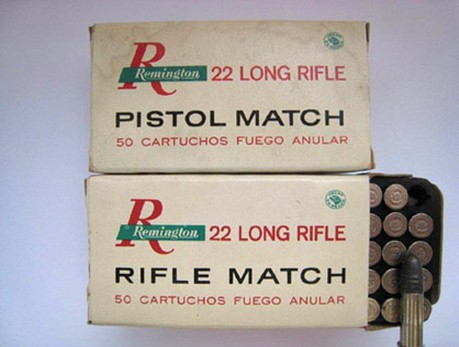 R
Remington 22 LONG RIFLE
PISTOL MATCH
50 CARTUCHOS FUEGO ANULAR
R
Remington 22 LONG RIFLE
RIFLE MATCH
50 CARTUCHOS FUEGO ANULAR